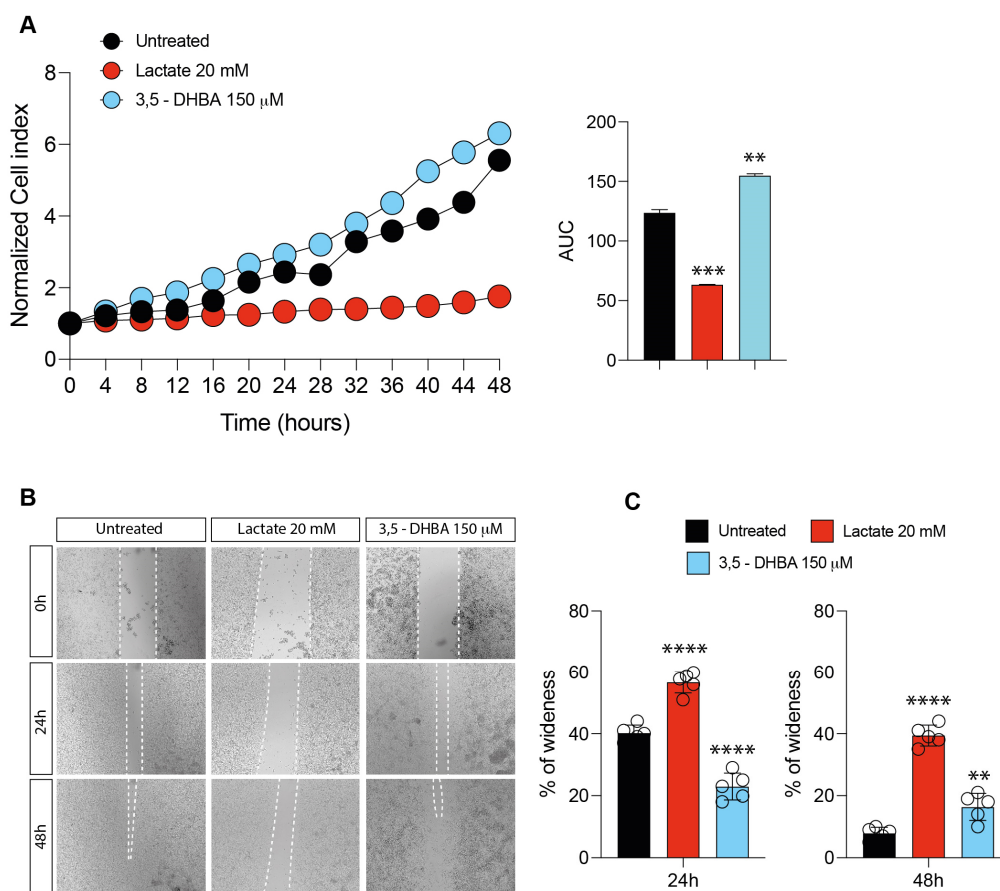 A
Untreated
Lactate 20 mM
3,5 - DHBA 150 μM
Normalized Cell index
8
6
4
2
0
0 4 8 12 16 20 24 28 32 36 40 44 48
Time (hours)
AUC
200
150
100
50
0
**
***
B
Untreated Lactate 20 mM 3,5 - DHBA 150 μM
0h
24h
48h
C
Untreated Lactate 20 mM
3,5 - DHBA 150 μM
% of wideness
80
60
40
20
0
****
****
24h
% of wideness
80
60
40
20
0
****
**
48h